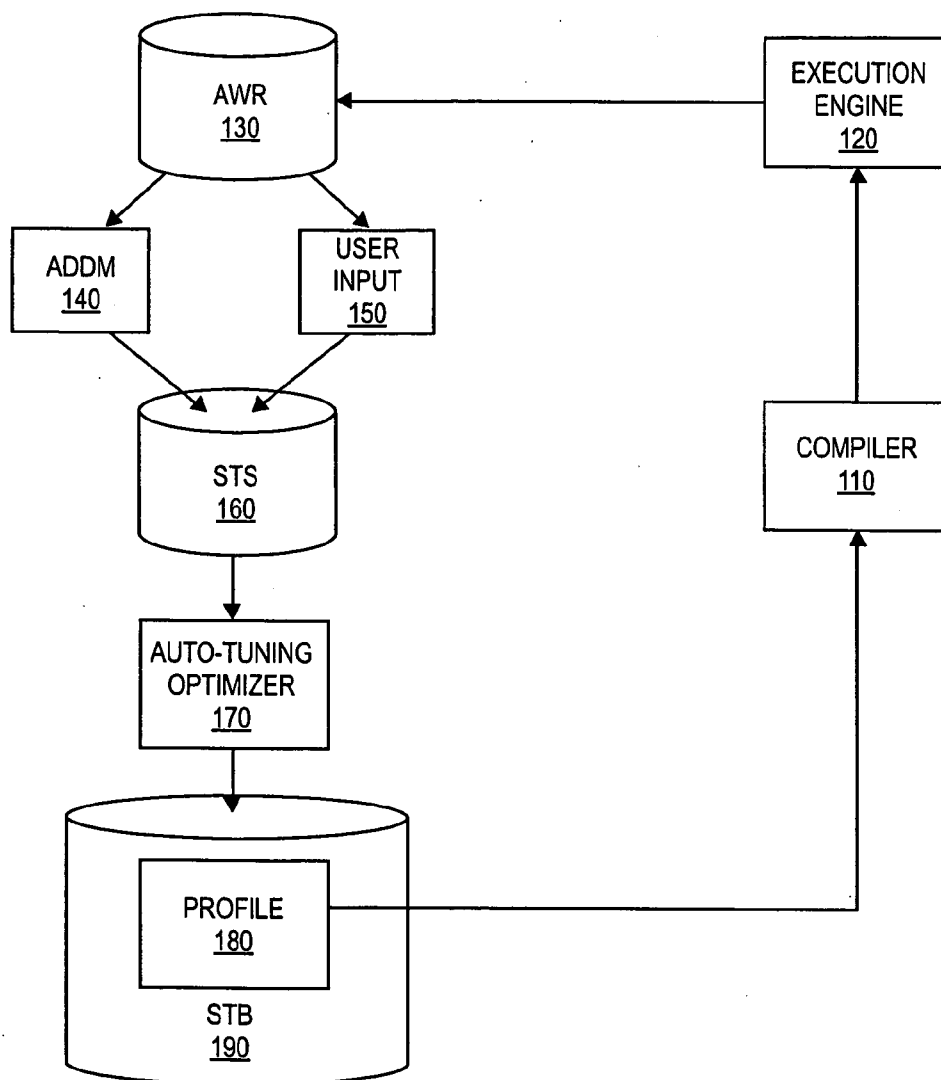 AWR
130
EXECUTION
ENGINE
120
ADDM
140
USER
INPUT
150
STS
160
COMPILER
110
AUTO-TUNING
OPTIMIZER
170
PROFILE
180
STB
190